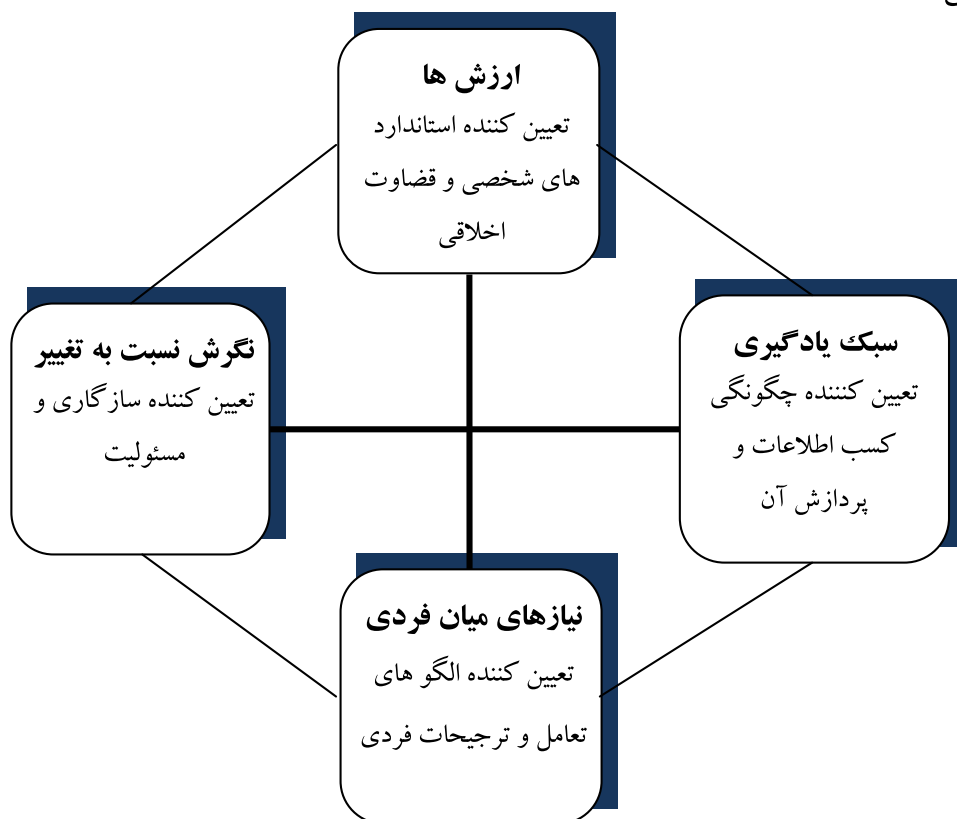 ارزش ها
تعیین کننده استاندارد
های شخصی و قضاوت
اخلاقی
سبک یادگیری
تعیین کنننده چگونگی
کسب اطلاعات و
پردازش آن
نگرش نسبت به تغییر
تعیین کننده سازگاری و
مسئولیت
نیازهای میان فردی
تعیین کننده الگو های
تعامل و ترجیحات فردی